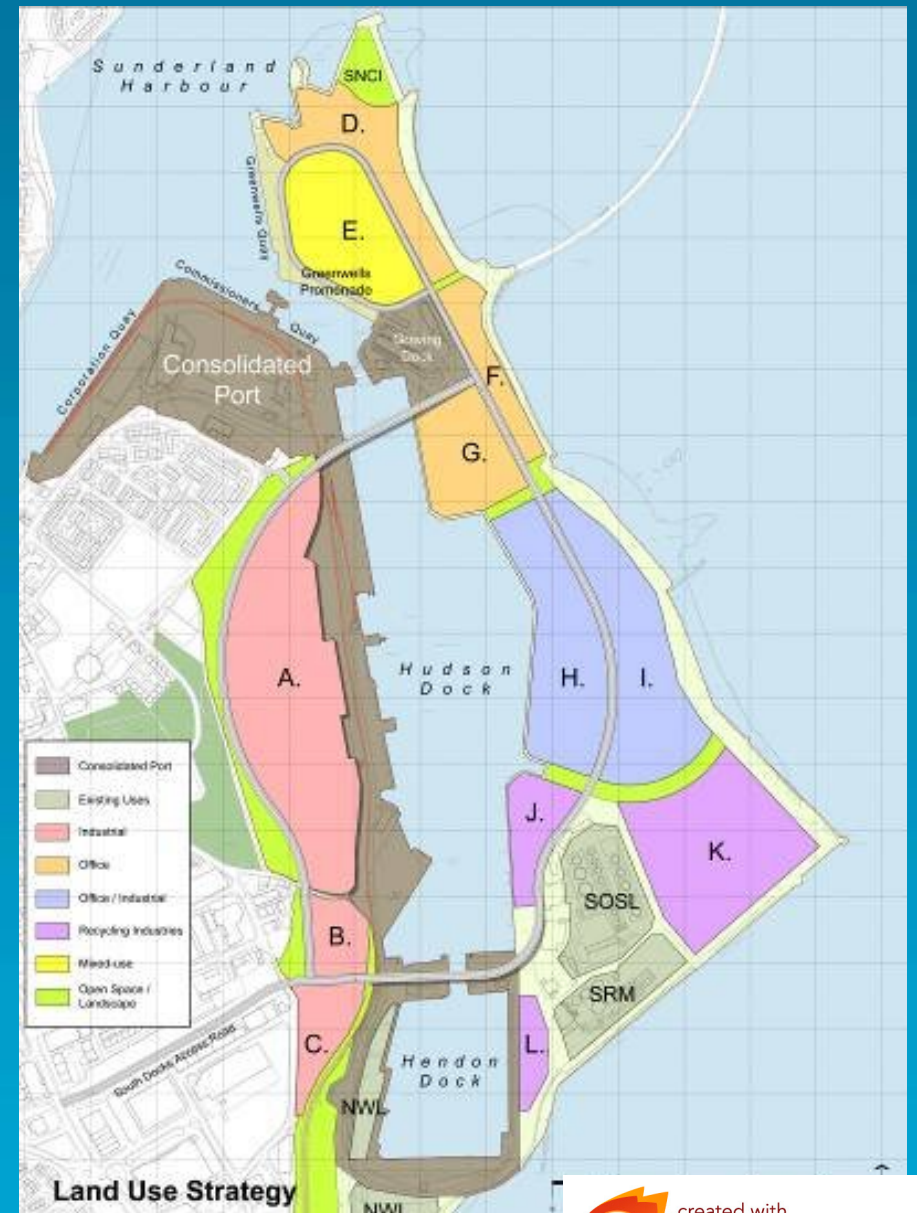 Sunderland
Harbour
SNCI
D.
Greenwells Quay
E.
Greenwells
Promenade
Commissioners Quay
Corporation Quay
Consolidated
Port
Dock
F.
G.
A.
Hudson
Dock
H.
I.
Consolidated Port
Existing Uses
Industrial
Office
Office / Industrial
Recycling Industries
Mixed-use
Open Space /
Landscape
J.
K.
SOSL
B.
SRM
South Docks Access Road
C.
Hendon
Dock
L.
NWL
Land Use Strategy
NWL
created with